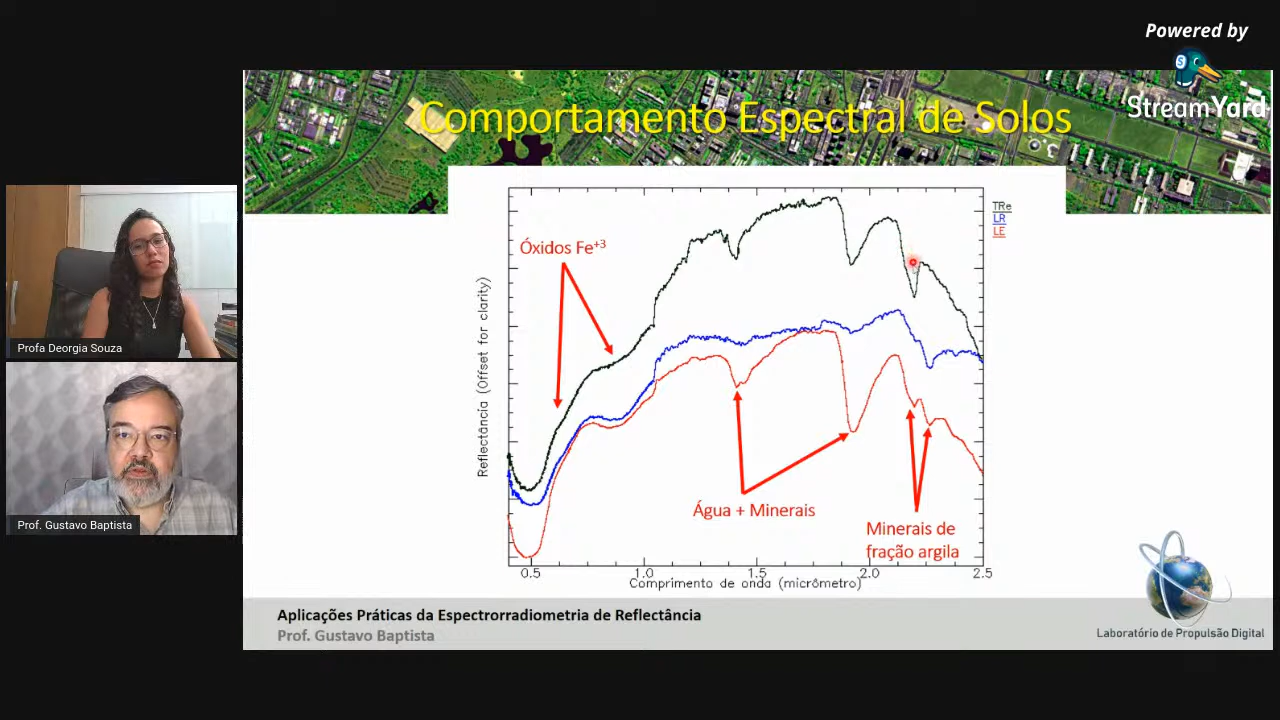 Powered by
StreamYard
Comportamento Espectral de Solos
TRe
LR
LE
Óxidos Fe+3
Reflectância (Offset for clarity)
Água + Minerais
Minerais de
fração argila
0.5 1.0 1.5 2.0 2.5
Comprimento de onda (micrômetro)
Profa Deorgia Souza
Prof. Gustavo Baptista
Aplicações Práticas da Espectrorradiometria de Reflectância
Prof. Gustavo Baptista
Laboratório de Propulsão Digital